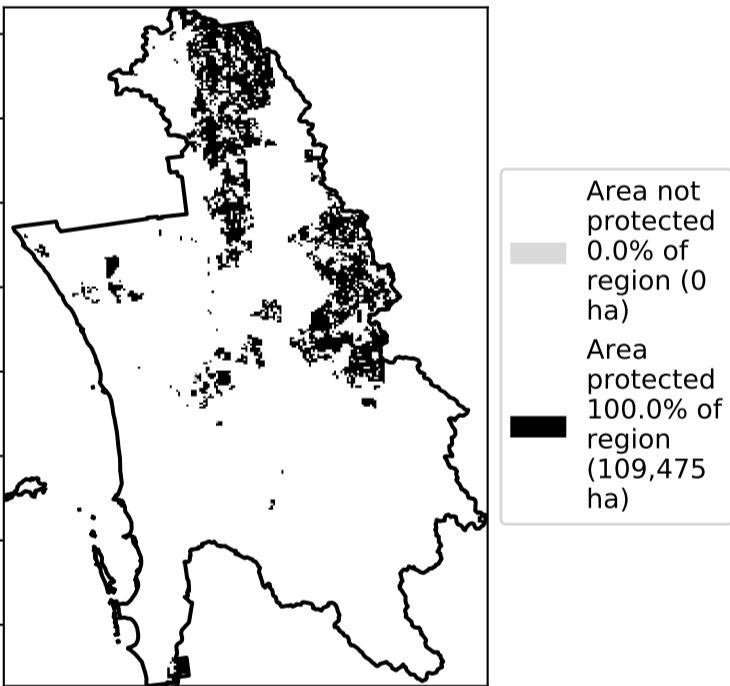 Area not
protected
0.0% of
region (0
ha)
Area
protected
100.0% of
region
(109,475
ha)